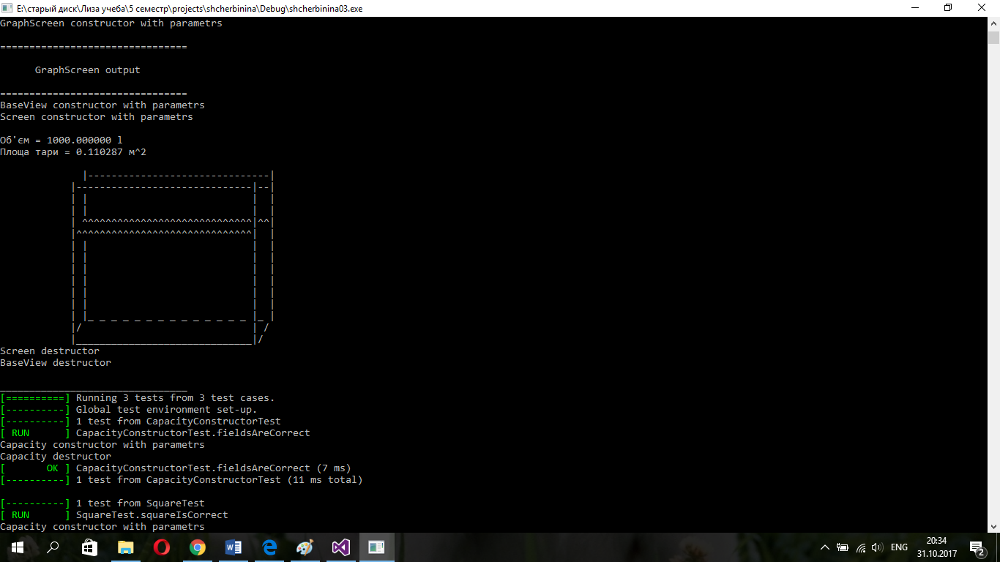 E:\старый диск\Лиза учеба\5 семестр\projects\shcherbinina\Debug\shcherbinina03.exe
GraphScreen constructor with parametrs
================================
GraphScreen output
================================
BaseView constructor with parametrs
Screen constructor with parametrs
Об'єм = 1000.000000 l
Площа тари = 0.110287 м^2
  |-------------------------------|
|------------------------------|--|
| |                            |  |
| |                            |  |
| ^^^^^^^^^^^^^^^^^^^^^^^^^^^^^|^^|
|^^^^^^^^^^^^^^^^^^^^^^^^^^^^^^|  |
| |                            |  |
| |                            |  |
| |                            |  |
| |                            |  |
| |                            |  |
| |                            |  |
| |_ _ _ _ _ _ _ _ _ _ _ _ _ _ |_ |
|/                             | /
|______________________________|/
Screen destructor
BaseView destructor
________________________________
[==========] Running 3 tests from 3 test cases.
[----------] Global test environment set-up.
[----------] 1 test from CapacityConstructorTest
[ RUN      ] CapacityConstructorTest.fieldsAreCorrect
Capacity constructor with parametrs
Capacity destructor
[       OK ] CapacityConstructorTest.fieldsAreCorrect (7 ms)
[----------] 1 test from CapacityConstructorTest (11 ms total)
[----------] 1 test from SquareTest
[ RUN      ] SquareTest.squareIsCorrect
Capacity constructor with parametrs
ENG
20:34
31.10.2017
2